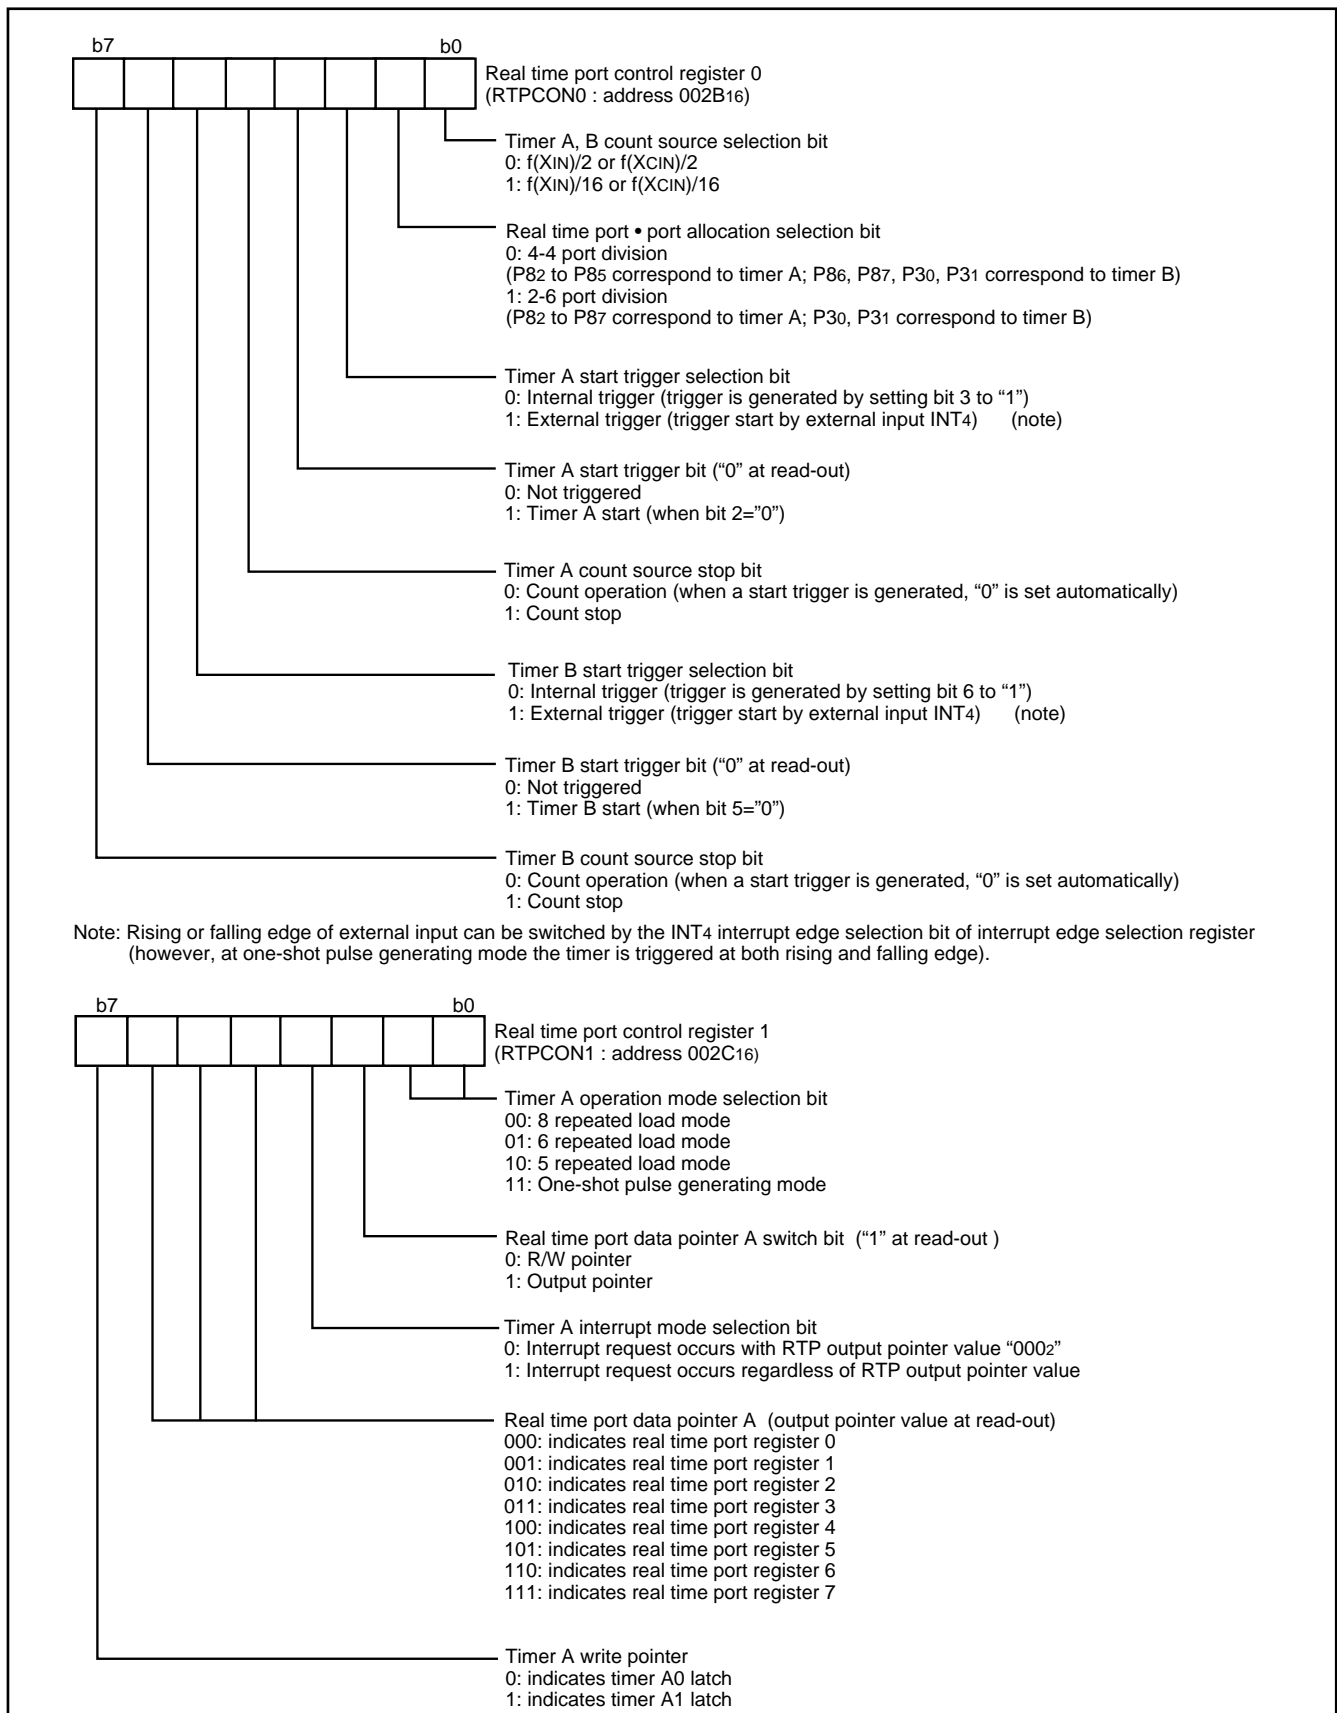 b7 b0
Real time port control register 0
(RTPCON0 : address 002B16)
Timer A, B count source selection bit
0: f(XIN)/2 or f(XCIN)/2
1: f(XIN)/16 or f(XCIN)/16
Real time port • port allocation selection bit
0: 4-4 port division
(P82 to P85 correspond to timer A; P86, P87, P30, P31 correspond to timer B)
1: 2-6 port division
(P82 to P87 correspond to timer A; P30, P31 correspond to timer B)
Timer A start trigger selection bit
0: Internal trigger (trigger is generated by setting bit 3 to “1”)
1: External trigger (trigger start by external input INT4) (note)
Timer A start trigger bit (“0” at read-out)
0: Not triggered
1: Timer A start (when bit 2=”0”)
Timer A count source stop bit
0: Count operation (when a start trigger is generated, “0” is set automatically)
1: Count stop
Timer B start trigger selection bit
0: Internal trigger (trigger is generated by setting bit 6 to “1”)
1: External trigger (trigger start by external input INT4) (note)
Timer B start trigger bit (“0” at read-out)
0: Not triggered
1: Timer B start (when bit 5=”0”)
Timer B count source stop bit
0: Count operation (when a start trigger is generated, “0” is set automatically)
1: Count stop
Note: Rising or falling edge of external input can be switched by the INT4 interrupt edge selection bit of interrupt edge selection register
(however, at one-shot pulse generating mode the timer is triggered at both rising and falling edge).
b7 b0
Real time port control register 1
(RTPCON1 : address 002C16)
Timer A operation mode selection bit
00: 8 repeated load mode
01: 6 repeated load mode
10: 5 repeated load mode
11: One-shot pulse generating mode
Real time port data pointer A switch bit (“1” at read-out )
0: R/W pointer
1: Output pointer
Timer A interrupt mode selection bit
0: Interrupt request occurs with RTP output pointer value “0002”
1: Interrupt request occurs regardless of RTP output pointer value
Real time port data pointer A (output pointer value at read-out)
000: indicates real time port register 0
001: indicates real time port register 1
010: indicates real time port register 2
011: indicates real time port register 3
100: indicates real time port register 4
101: indicates real time port register 5
110: indicates real time port register 6
111: indicates real time port register 7
Timer A write pointer
0: indicates timer A0 latch
1: indicates timer A1 latch